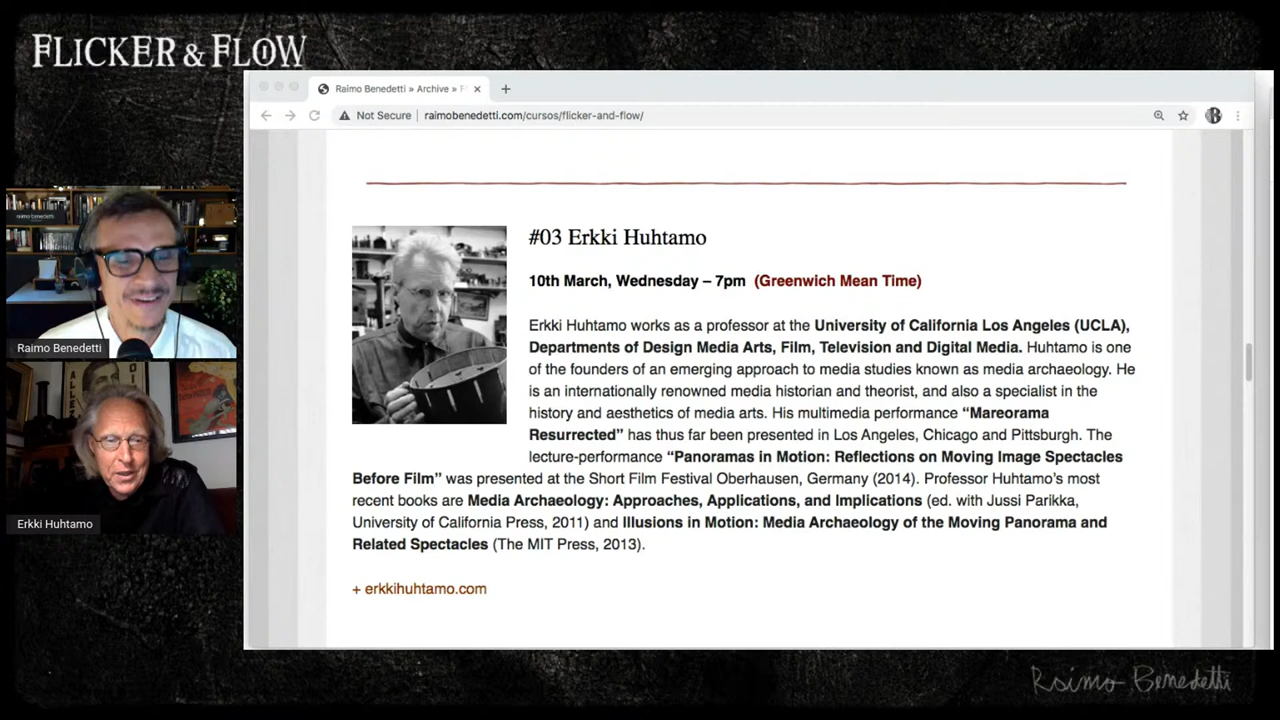 FLICKER & FLOW
Raimo Benedetti » Archive » F
Not Secure
raimobenedetti.com/cursos/flicker-and-flow/
raimo benedetti
Raimo Benedetti
Erkki Huhtamo
#03 Erkki Huhtamo
10th March, Wednesday – 7pm (Greenwich Mean Time)
Erkki Huhtamo works as a professor at the University of California Los Angeles (UCLA),
Departments of Design Media Arts, Film, Television and Digital Media. Huhtamo is one
of the founders of an emerging approach to media studies known as media archaeology. He
is an internationally renowned media historian and theorist, and also a specialist in the
history and aesthetics of media arts. His multimedia performance “Mareorama
Resurrected” has thus far been presented in Los Angeles, Chicago and Pittsburgh. The
lecture-performance “Panoramas in Motion: Reflections on Moving Image Spectacles
Before Film” was presented at the Short Film Festival Oberhausen, Germany (2014). Professor Huhtamo’s most
recent books are Media Archaeology: Approaches, Applications, and Implications (ed. with Jussi Parikka,
University of California Press, 2011) and Illusions in Motion: Media Archaeology of the Moving Panorama and
Related Spectacles (The MIT Press, 2013).
+ erkkihuhtamo.com
Raimo Benedetti